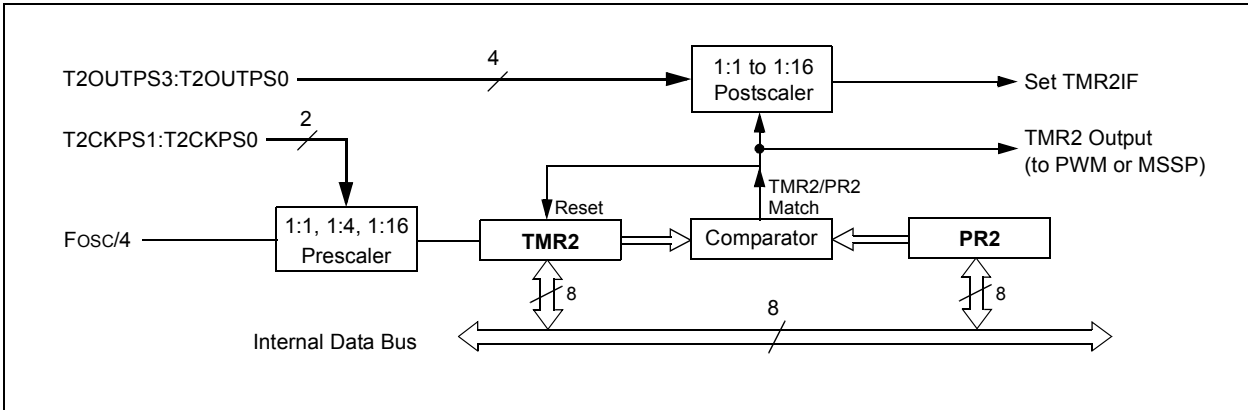 T2OUTPS3:T2OUTPS0
4
1:1 to 1:16
Postscaler
Set TMR2IF
T2CKPS1:T2CKPS0
2
TMR2 Output
(to PWM or MSSP)
TMR2/PR2
Match
Reset
FOSC/4
1:1, 1:4, 1:16
Prescaler
TMR2
Comparator
PR2
8
8
8
Internal Data Bus